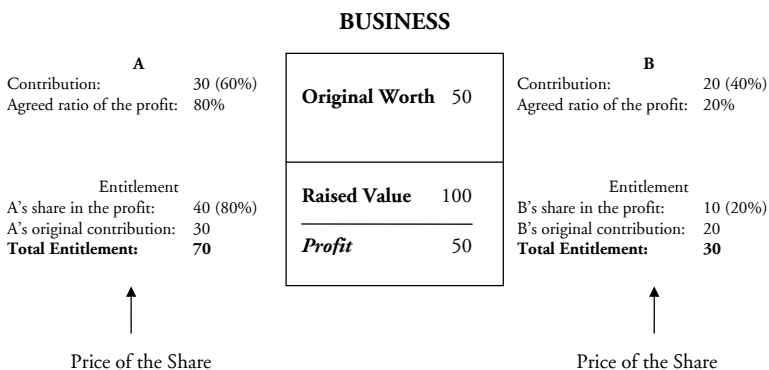 BUSINESS
A
Contribution: 30 (60%)
Agreed ratio of the profit: 80%
Entitlement
A's share in the profit: 40 (80%)
A's original contribution: 30
Total Entitlement: 70
Price of the Share
Original Worth 50
Raised Value 100
Profit 50
B
Contribution: 20 (40%)
Agreed ratio of the profit: 20%
Entitlement
B's share in the profit: 10 (20%)
B's original contribution: 20
Total Entitlement: 30
Price of the Share